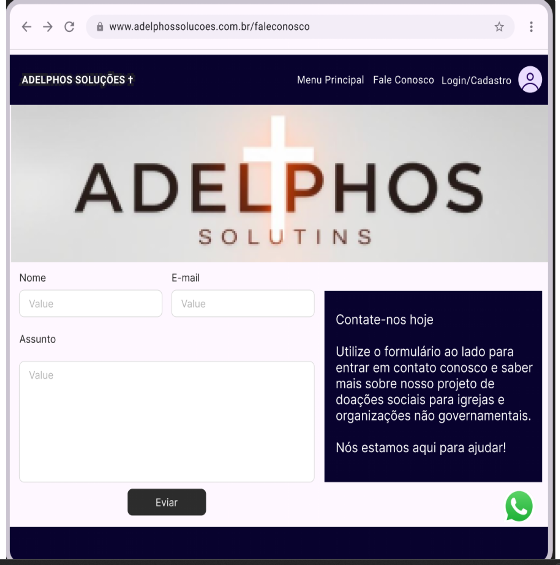 www.adelphossolucoes.com.br/faleconosco
ADELPHOS SOLUÇÕES ✝
Menu Principal Fale Conosco Login/Cadastro
ADELPHOS
SOLUTINS
Nome
E-mail
Value
Value
Assunto
Value
Contate-nos hoje
Utilize o formulário ao lado para
entrar em contato conosco e saber
mais sobre nosso projeto de
doações sociais para igrejas e
organizações não governamentais.
Nós estamos aqui para ajudar!
Eviar